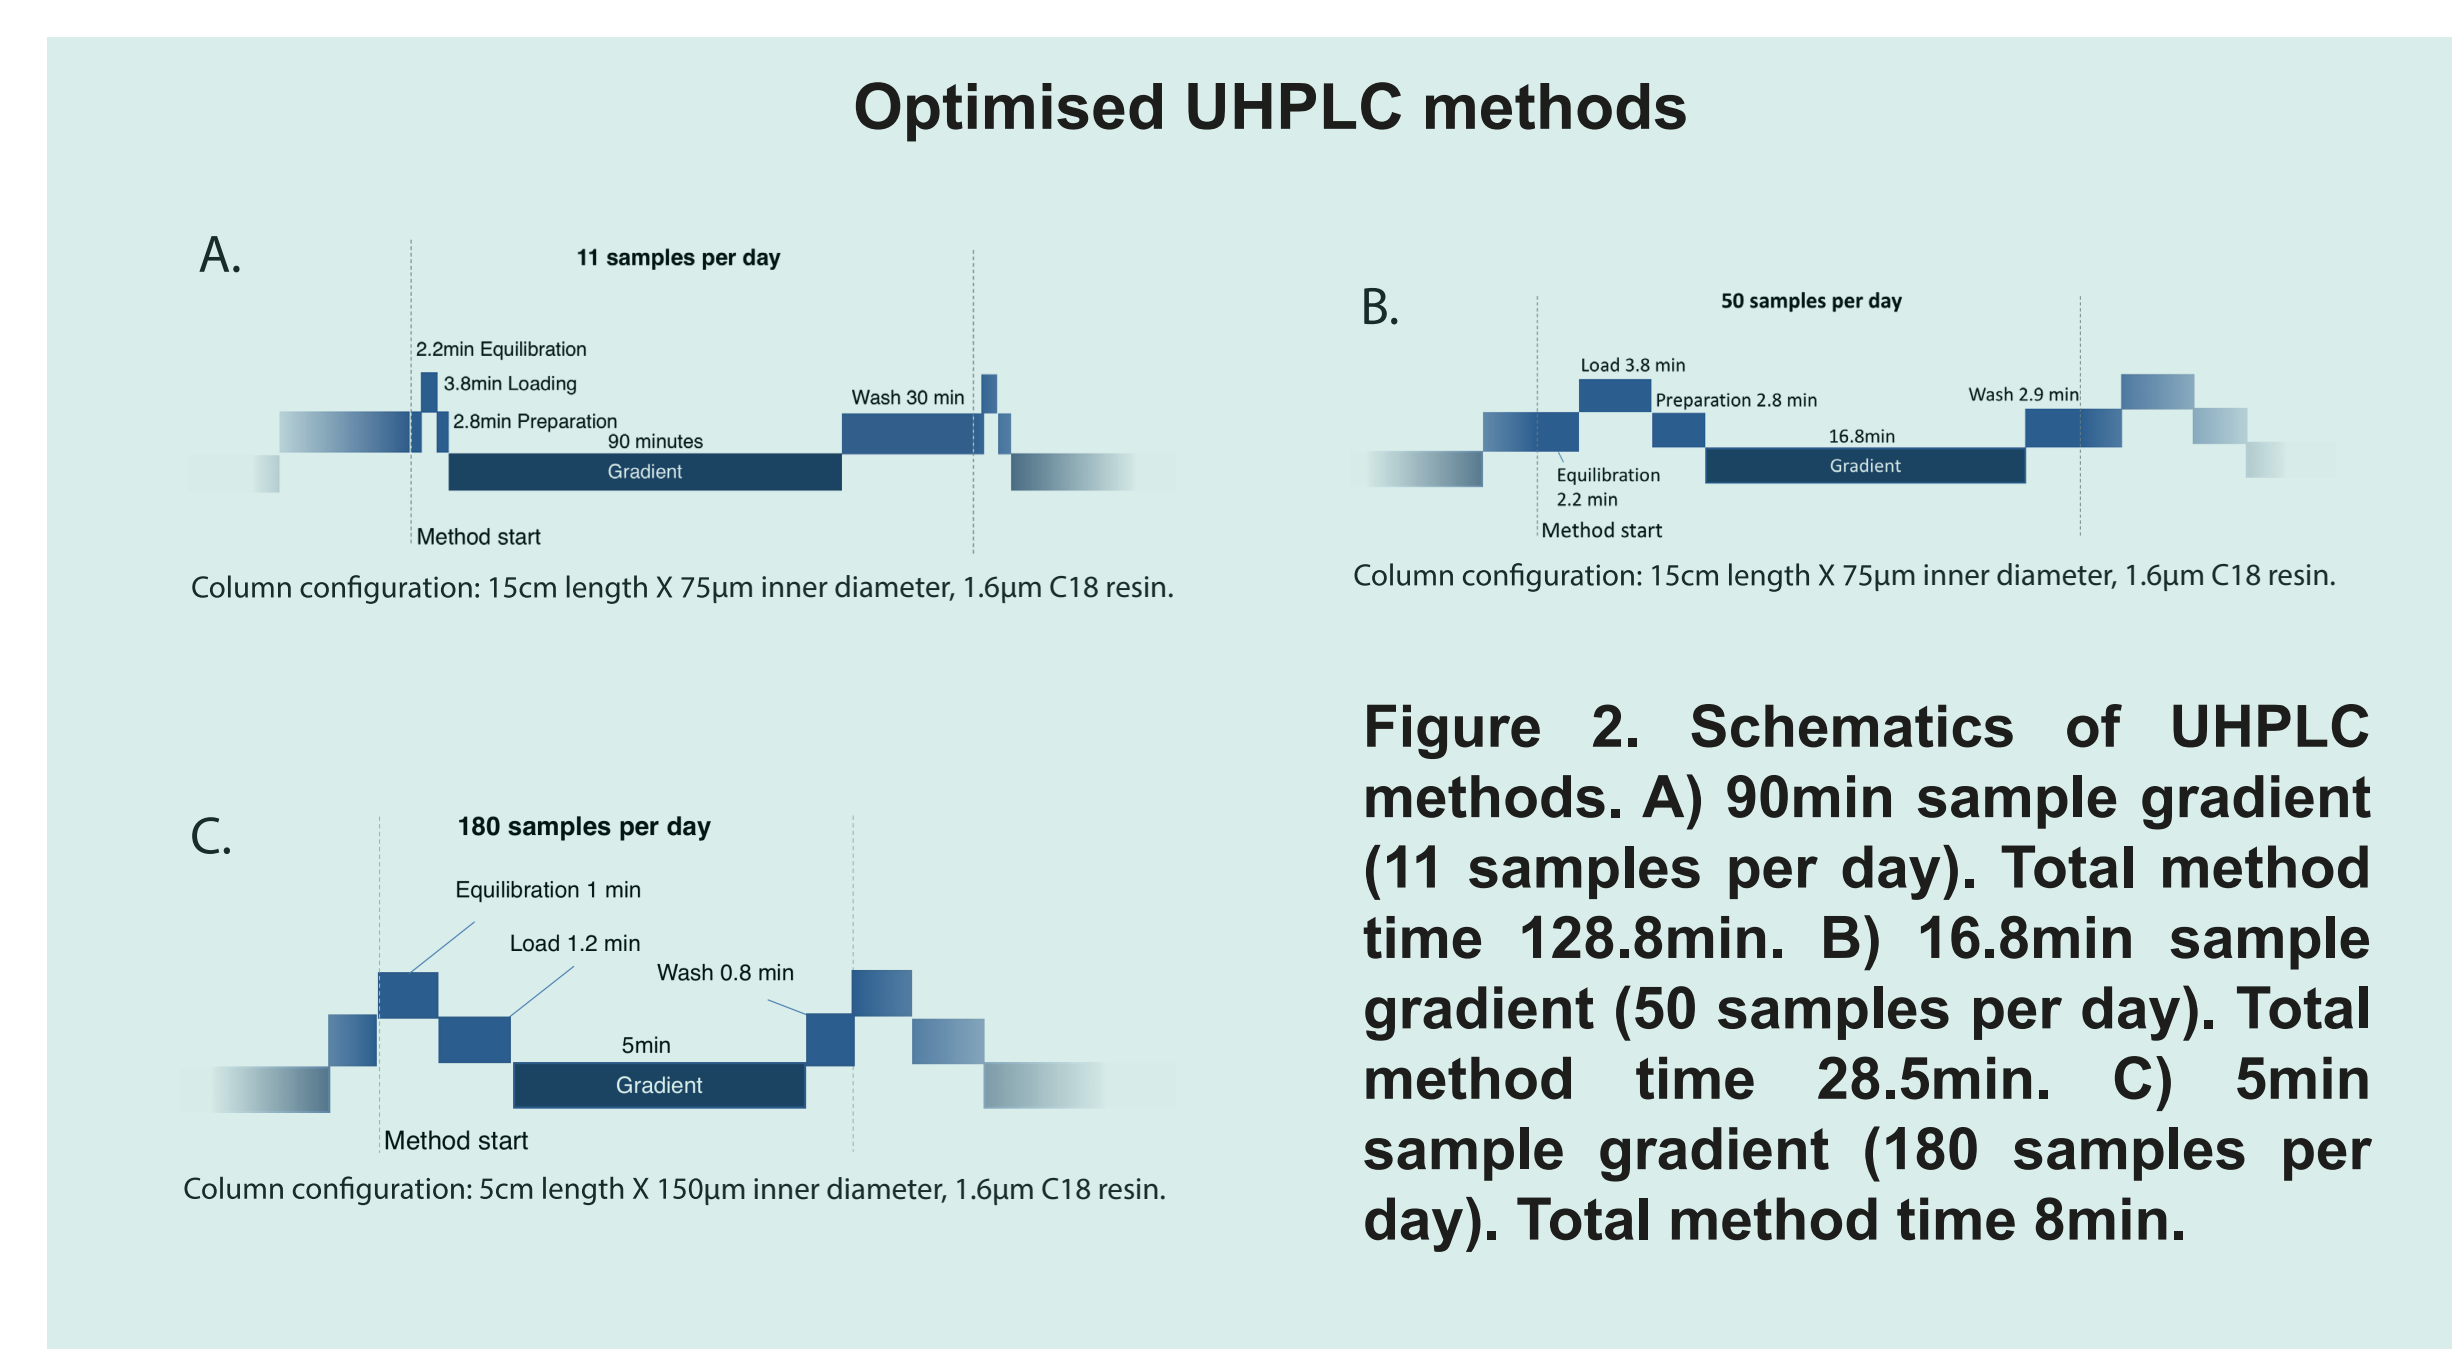 Optimised UHPLC methods
A.
11 samples per day
2.2min Equilibration
3.8min Loading
2.8min Preparation
90 minutes
Gradient
Wash 30 min
Method start
Column configuration: 15cm length X 75µm inner diameter, 1.6µm C18 resin.
B.
50 samples per day
Load 3.8 min
Preparation 2.8 min
Wash 2.9 min
16.8min
Gradient
Equilibration
2.2 min
Method start
Column configuration: 15cm length X 75µm inner diameter, 1.6µm C18 resin.
C.
180 samples per day
Equilibration 1 min
Load 1.2 min
Wash 0.8 min
5min
Gradient
Method start
Column configuration: 5cm length X 150µm inner diameter, 1.6µm C18 resin.
Figure 2. Schematics of UHPLC
methods. A) 90min sample gradient
(11 samples per day). Total method
time 128.8min. B) 16.8min sample
gradient (50 samples per day). Total
method time 28.5min. C) 5min
sample gradient (180 samples per
day). Total method time 8min.